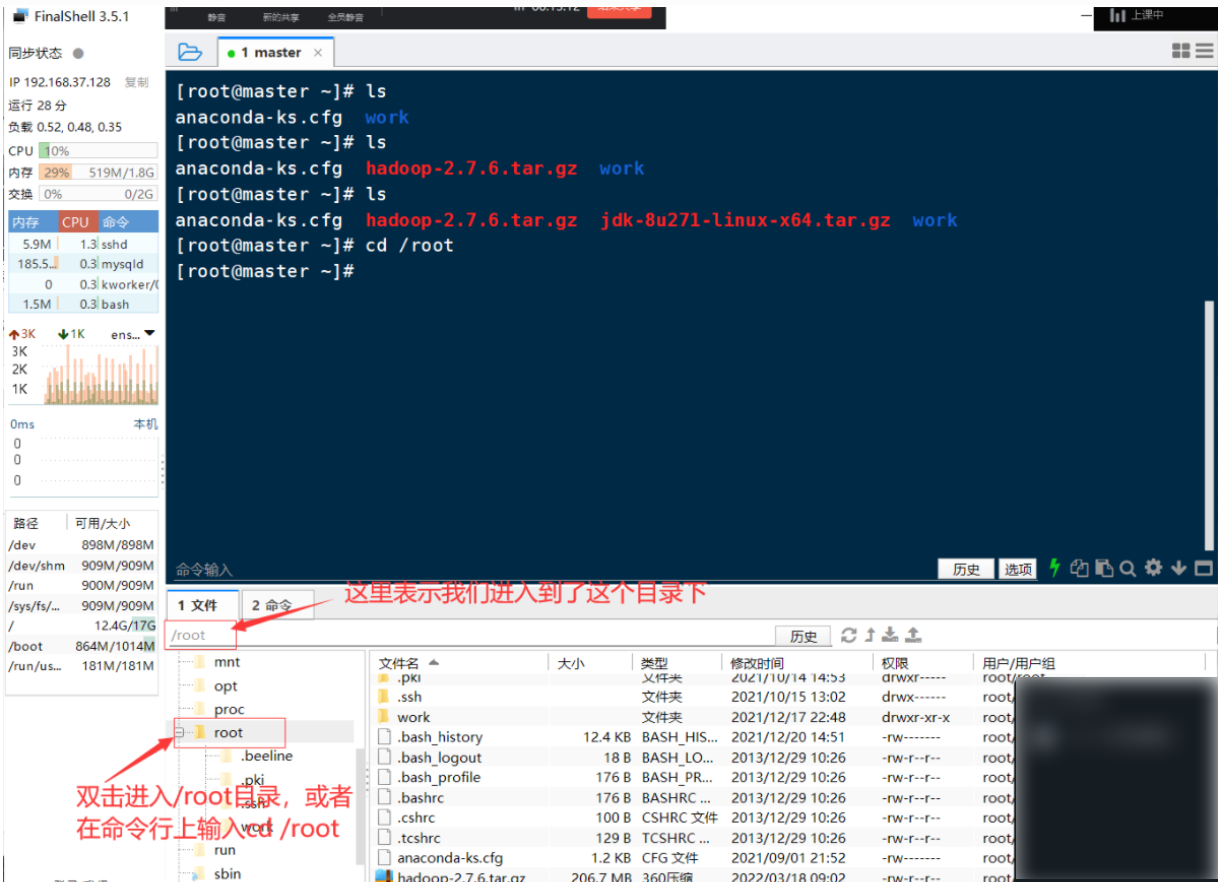 FinalShell 3.5.1
静音 新的共享 全员静音
上课中
同步状态
1 master ×
IP 192.168.37.128 复制
运行 28 分
负载 0.52, 0.48, 0.35
CPU 10%
内存 29% 519M/1.8G
交换 0% 0/2G
内存 CPU 命令
5.9M 1.3 sshd
185.5... 0.3 mysqld
0 0.3 kworker/0
1.5M 0.3 bash
3K 1K ens...
3K
2K
1K
0ms 本机
0
0
0
路径 可用/大小
/dev 898M/898M
/dev/shm 909M/909M
/run 900M/909M
/sys/fs/... 909M/909M
/ 12.4G/17G
/boot 864M/1014M
/run/us... 181M/181M
[root@master ~]# ls
anaconda-ks.cfg work
[root@master ~]# ls
anaconda-ks.cfg hadoop-2.7.6.tar.gz work
[root@master ~]# ls
anaconda-ks.cfg hadoop-2.7.6.tar.gz jdk-8u271-linux-x64.tar.gz work
[root@master ~]# cd /root
[root@master ~]#
命令输入 历史 选项
这里表示我们进入到了这个目录下
1 文件 2 命令
/root 历史
mnt
opt
proc
root
.beeline
.pki
.ssh
work
run
sbin
双击进入/root目录，或者
在命令行上输入cd /root
文件名 大小 类型 修改时间 权限 用户/用户组
.pki 文件夹 2021/10/14 14:53 drwxr----- root/root
.ssh 文件夹 2021/10/15 13:02 drwx------ root/
work 文件夹 2021/12/17 22:48 drwxr-xr-x root/
.bash_history 12.4 KB BASH_HIS... 2021/12/20 14:51 -rw------- root/
.bash_logout 18 B BASH_LO... 2013/12/29 10:26 -rw-r--r-- root/
.bash_profile 176 B BASH_PR... 2013/12/29 10:26 -rw-r--r-- root/
.bashrc 176 B BASHRC ... 2013/12/29 10:26 -rw-r--r-- root/
.cshrc 100 B CSHRC 文件 2013/12/29 10:26 -rw-r--r-- root/
.tcshrc 129 B TCSHRC ... 2013/12/29 10:26 -rw-r--r-- root/
anaconda-ks.cfg 1.2 KB CFG 文件 2021/09/01 21:52 -rw------- root/
hadoop-2.7.6.tar.gz 206.7 MB 360压缩 2022/03/18 09:02 -rw-r--r-- root/